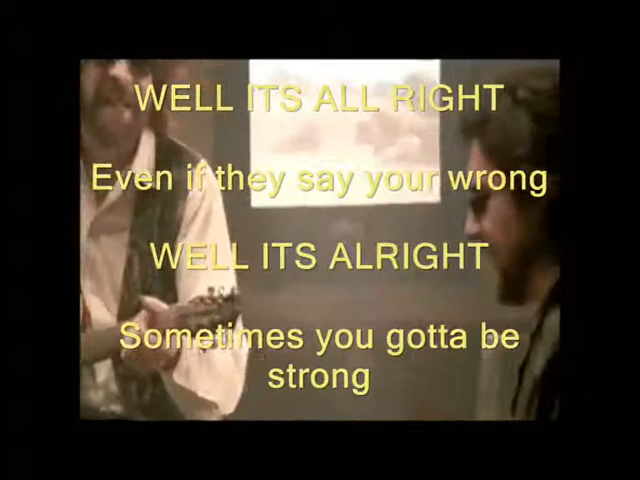 WELL ITS ALL RIGHT
Even if they say your wrong
WELL ITS ALRIGHT
Sometimes you gotta be
strong